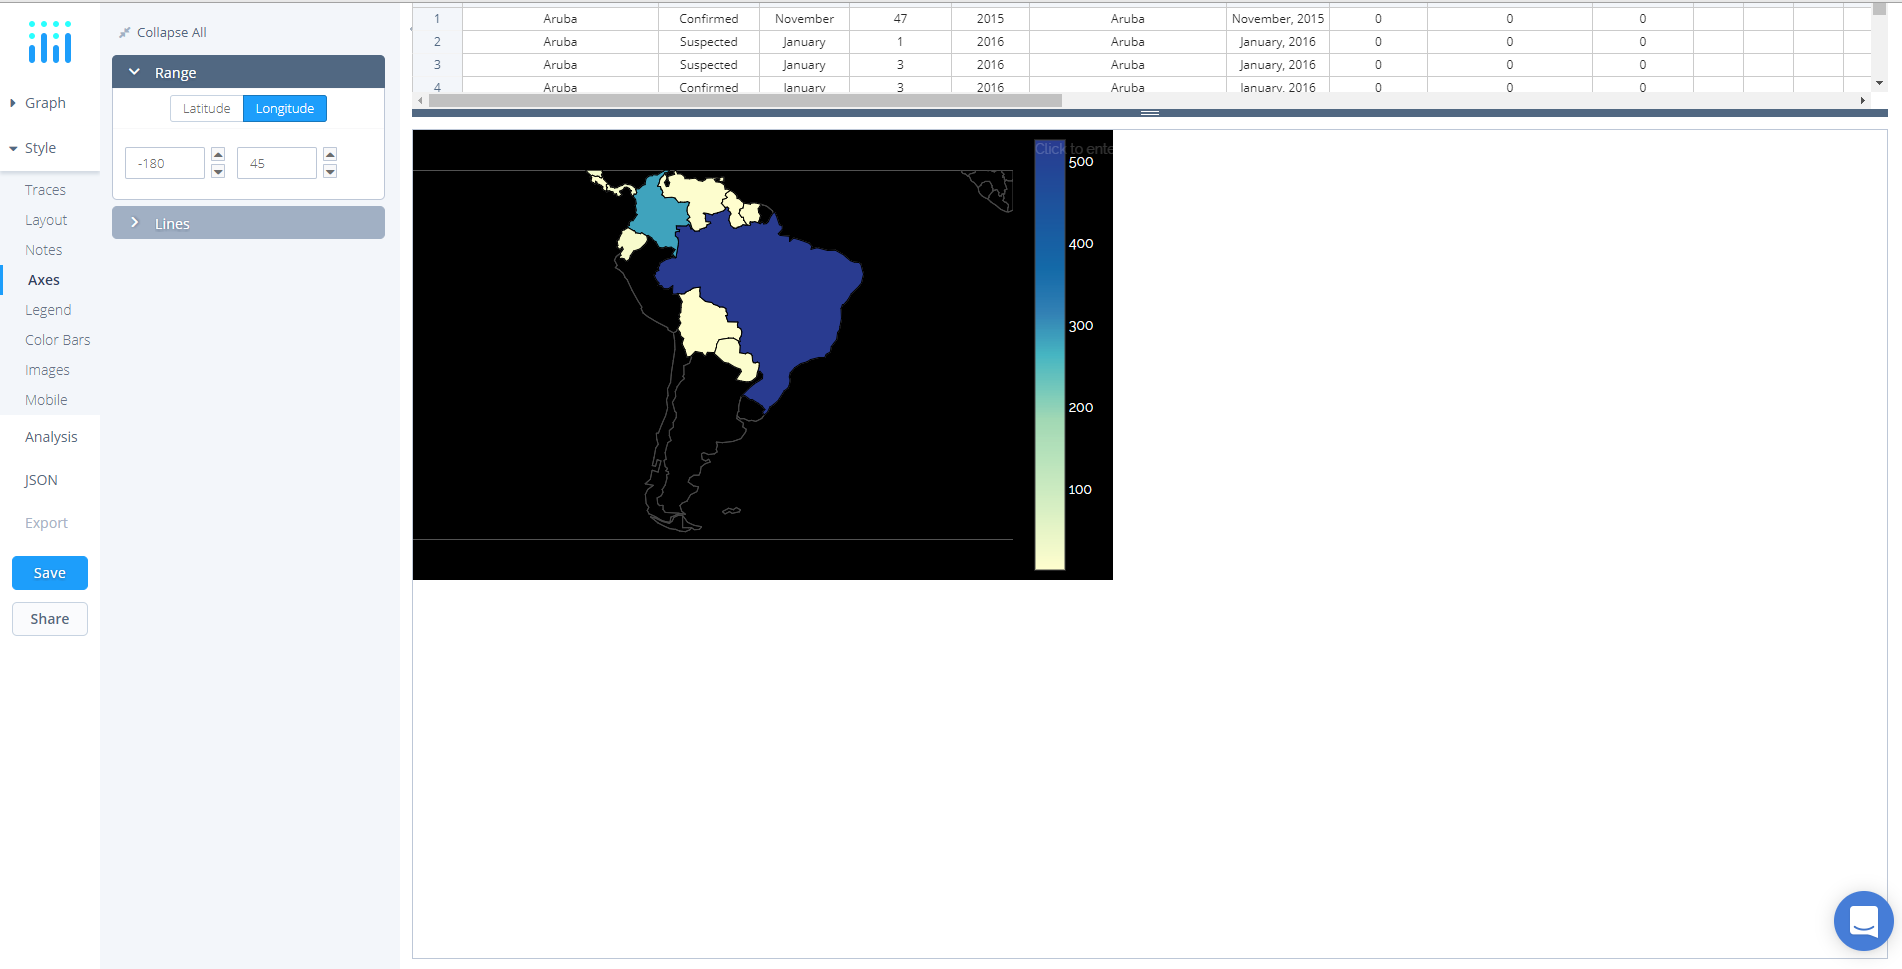 Collapse All
Range
Latitude Longitude
-180 45
Lines
Graph
Style
Traces
Layout
Notes
Axes
Legend
Color Bars
Images
Mobile
Analysis
JSON
Export
Save
Share
1 Aruba Confirmed November 47 2015 Aruba November, 2015 0 0 0
2 Aruba Suspected January 1 2016 Aruba January, 2016 0 0 0
3 Aruba Suspected January 3 2016 Aruba January, 2016 0 0 0
4 Aruba Confirmed January 3 2016 Aruba January, 2016 0 0 0
Click to ente
500
400
300
200
100